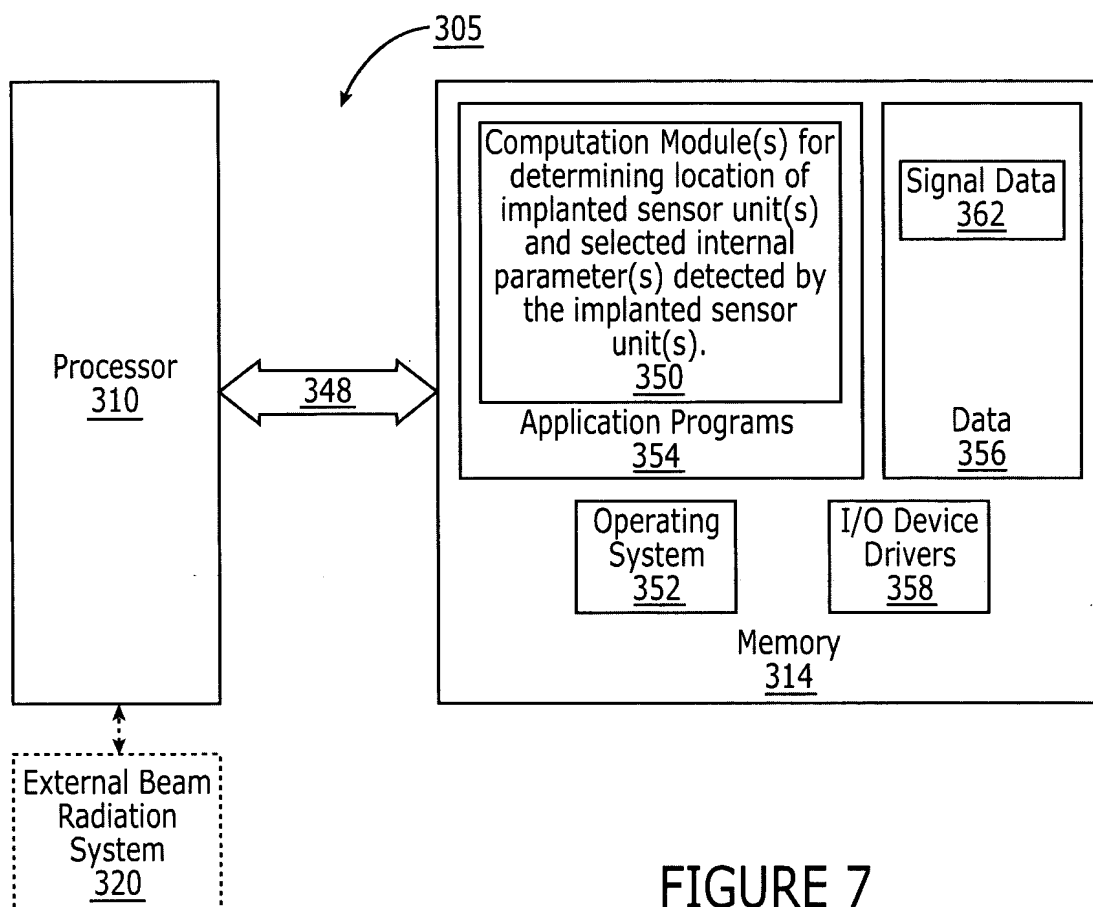 305
Processor
310
348
Computation Module(s) for
determining location of
implanted sensor unit(s)
and selected internal
parameter(s) detected by
the implanted sensor
unit(s).
350
Application Programs
354
Signal Data
362
Data
356
Operating
System
352
I/O Device
Drivers
358
Memory
314
External Beam
Radiation
System
320
FIGURE 7